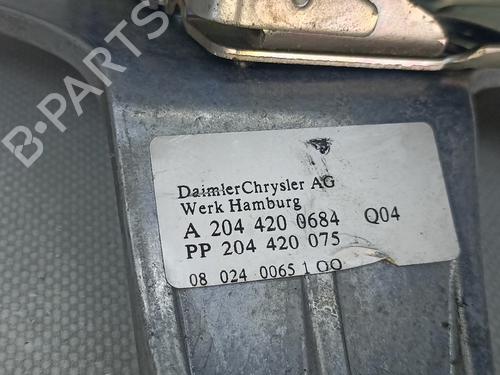 B-PARTS
DaimlerChrysler AG
Werk Hamburg
A 204 420 0684 Q04
PP 204 420 075
08 024 0065 1 00